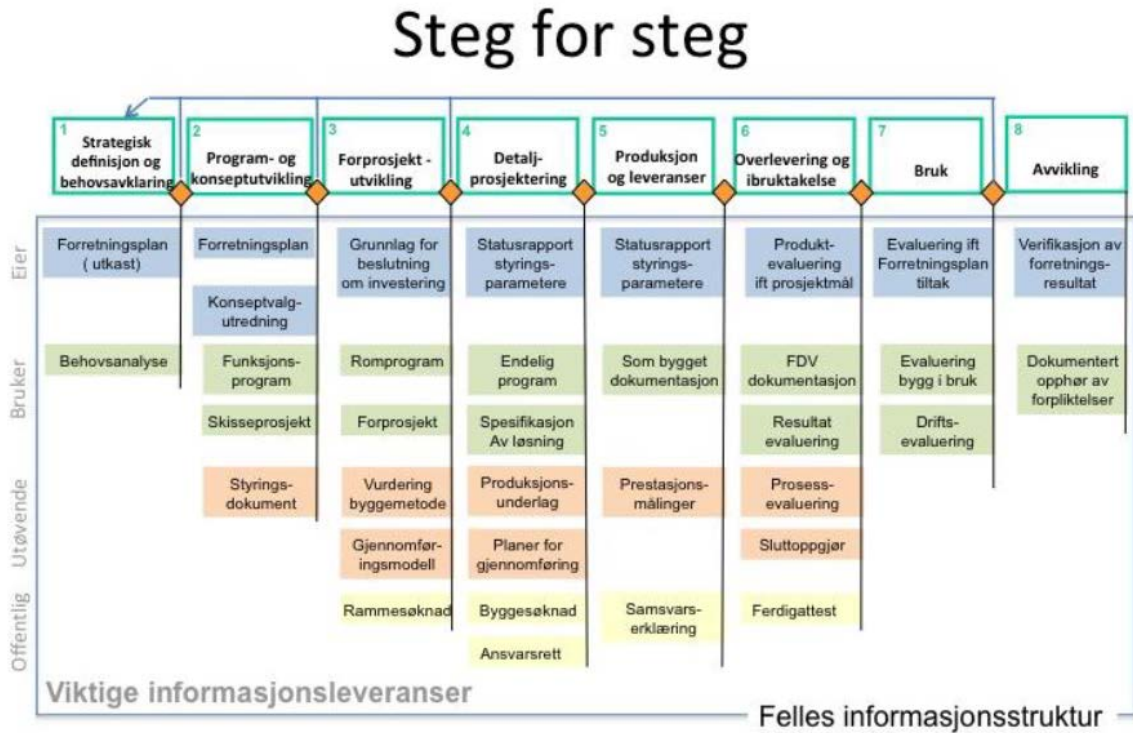 Steg for steg
1
Strategisk
definisjon og
behovsavklaring
2
Program- og
konseptutvikling
3
Forprosjekt -
utvikling
4
Detalj-
prosjektering
5
Produksjon
og leveranser
6
Overlevering og
ibruktakelse
7
Bruk
8
Avvikling
Eier
Forretningsplan
( utkast)
Forretningsplan
Konseptvalg-
utredning
Grunnlag for
beslutning
om investering
Statusrapport
styrings-
parametere
Statusrapport
styrings-
parametere
Produkt-
evaluering
ift prosjektmål
Evaluering ift
Forretningsplan
tiltak
Verifikasjon av
forretnings-
resultat
Bruker
Behovsanalyse
Funksjons-
program
Skisseprosjekt
Romprogram
Forprosjekt
Endelig
program
Spesifikasjon
Av løsning
Som bygget
dokumentasjon
FDV
dokumentasjon
Resultat
evaluering
Evaluering
bygg i bruk
Drifts-
evaluering
Dokumentert
opphør av
forpliktelser
Utøvende
Styrings-
dokument
Vurdering
byggemetode
Gjennomfør-
ingsmodell
Produksjons-
underlag
Planer for
gjennomføring
Prestasjons-
målinger
Prosess-
evaluering
Sluttoppgjør
Offentlig
Rammesøknad
Byggesøknad
Ansvarsrett
Samsvars-
erklæring
Ferdigattest
Viktige informasjonsleveranser
Felles informasjonsstruktur